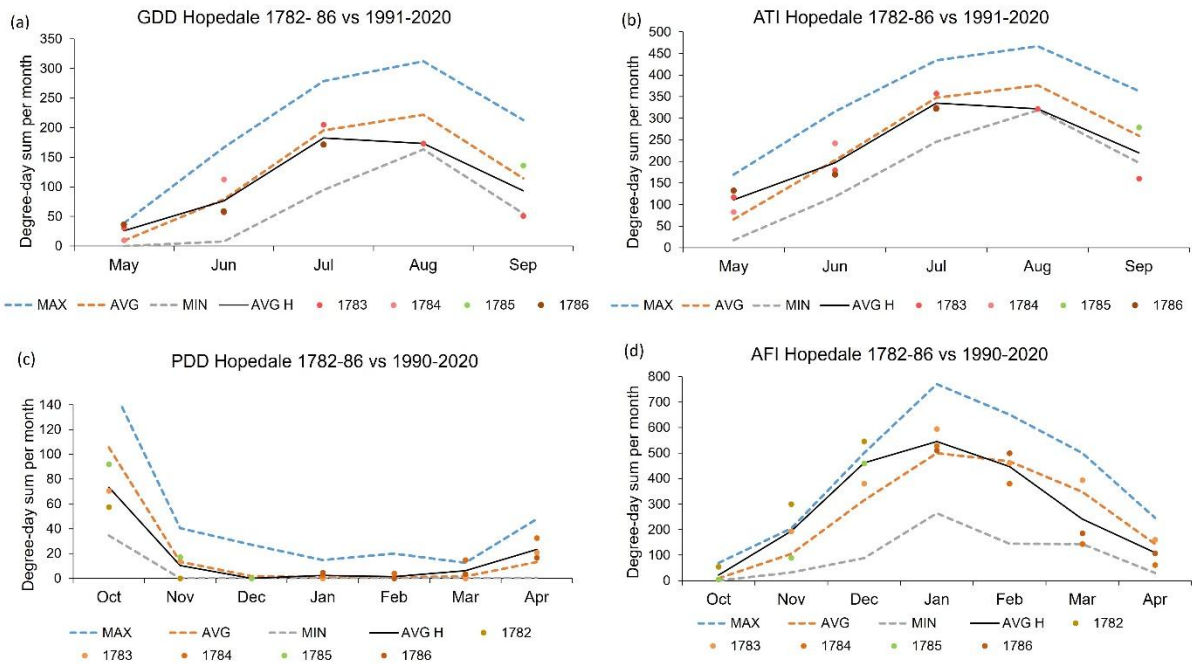 (a)
GDD Hopedale 1782- 86 vs 1991-2020
Degree-day sum per month
350
300
250
200
150
100
50
0
May Jun Jul Aug Sep
MAX AVG MIN AVG H 1783 1784 1785 1786
(b)
ATI Hopedale 1782-86 vs 1991-2020
Degree-day sum per month
500
450
400
350
300
250
200
150
100
50
0
May Jun Jul Aug Sep
MAX AVG MIN AVG H 1783 1784 1785 1786
(c)
PDD Hopedale 1782-86 vs 1990-2020
Degree-day sum per month
140
120
100
80
60
40
20
0
Oct Nov Dec Jan Feb Mar Apr
MAX AVG MIN AVG H 1782
1783 1784 1785 1786
(d)
AFI Hopedale 1782-86 vs 1990-2020
Degree-day sum per month
800
700
600
500
400
300
200
100
0
Oct Nov Dec Jan Feb Mar Apr
MAX AVG MIN AVG H 1782
1783 1784 1785 1786